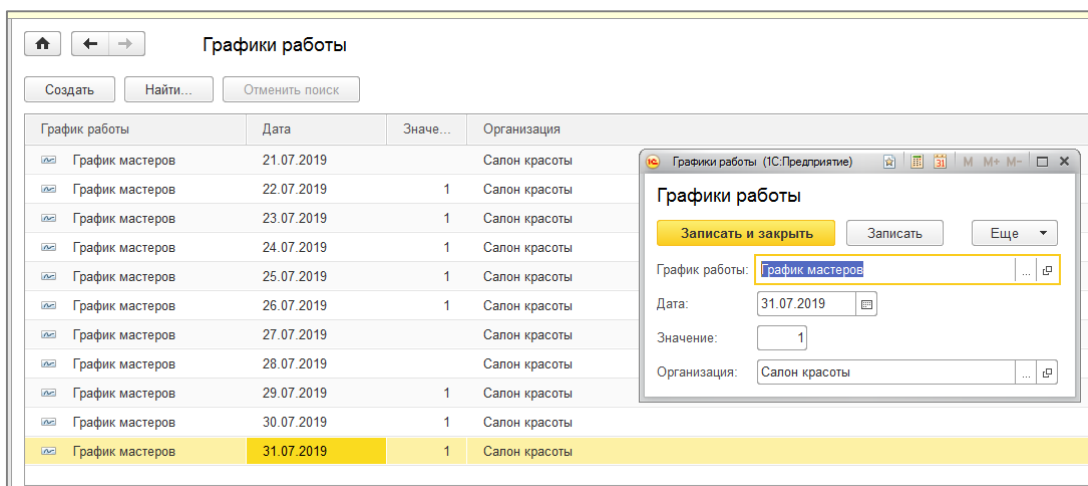 Графики работы
Создать Найти... Отменить поиск
График работы Дата Значе... Организация
График мастеров 21.07.2019 Салон красоты
График мастеров 22.07.2019 1 Салон красоты
График мастеров 23.07.2019 1 Салон красоты
График мастеров 24.07.2019 1 Салон красоты
График мастеров 25.07.2019 1 Салон красоты
График мастеров 26.07.2019 1 Салон красоты
График мастеров 27.07.2019 Салон красоты
График мастеров 28.07.2019 Салон красоты
График мастеров 29.07.2019 1 Салон красоты
График мастеров 30.07.2019 1 Салон красоты
График мастеров 31.07.2019 1 Салон красоты
1С Графики работы (1С:Предприятие) 31 M M+ M-
Графики работы
Записать и закрыть Записать Еще
График работы: График мастеров ...
Дата: 31.07.2019
Значение: 1
Организация: Салон красоты ...